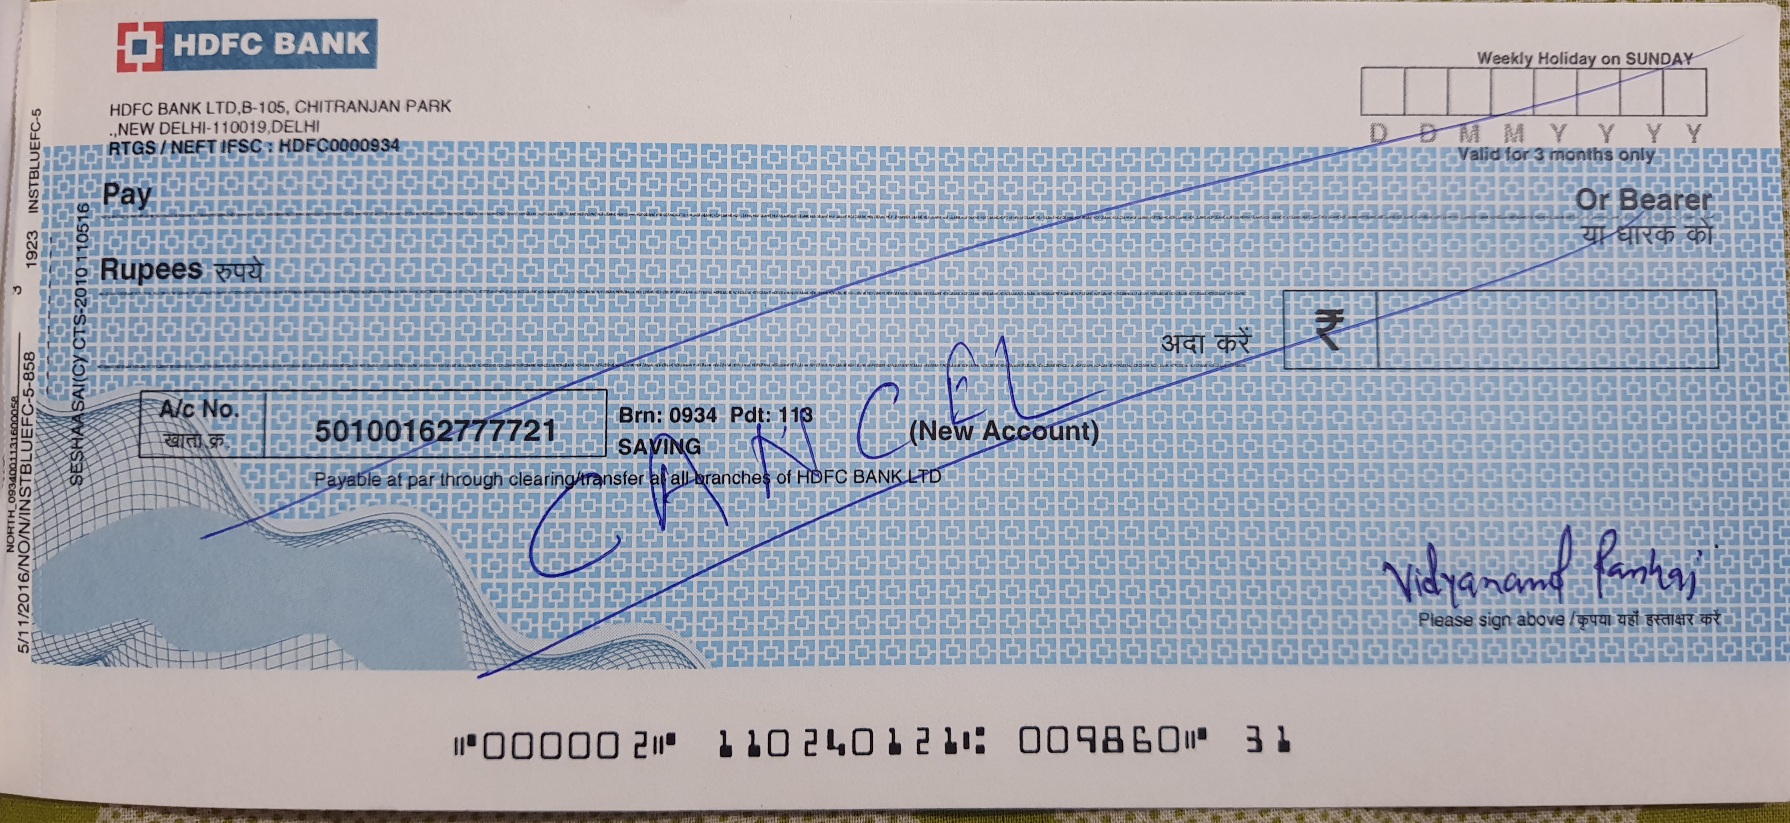 HDFC BANK
Weekly Holiday on SUNDAY
HDFC BANK LTD,B-105, CHITRANJAN PARK
.,NEW DELHI-110019,DELHI
RTGS / NEFT IFSC : HDFC0000934
D D M M Y Y Y Y
Valid for 3 months only
Pay
Or Bearer
या धारक को
Rupees रुपये
अदा करें ₹
A/c No.
खाता क्र.
50100162777721
Brn: 0934 Pdt: 113
SAVING
(New Account)
Payable at par through clearing/transfer at all branches of HDFC BANK LTD
CANCEL
Vidyanand Pankaj
Please sign above /कृपया यहाँ हस्ताक्षर करें
⑈000002⑈ 110240121⑆ 009860⑈ 31
SESHAASAI(C)/ CTS-2010 110516
3 1923 INSTBLUEFC-5
5/11/2016/NO/N/INSTBLUEFC-5-858